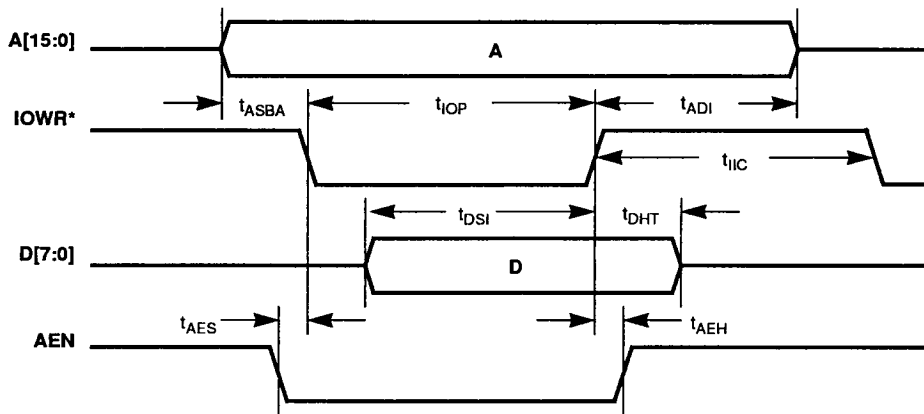 A[15:0]
A
tASBA
tIOP
tADI
IOWR*
tIIC
tDSI
tDHT
D[7:0]
D
tAES
tAEH
AEN